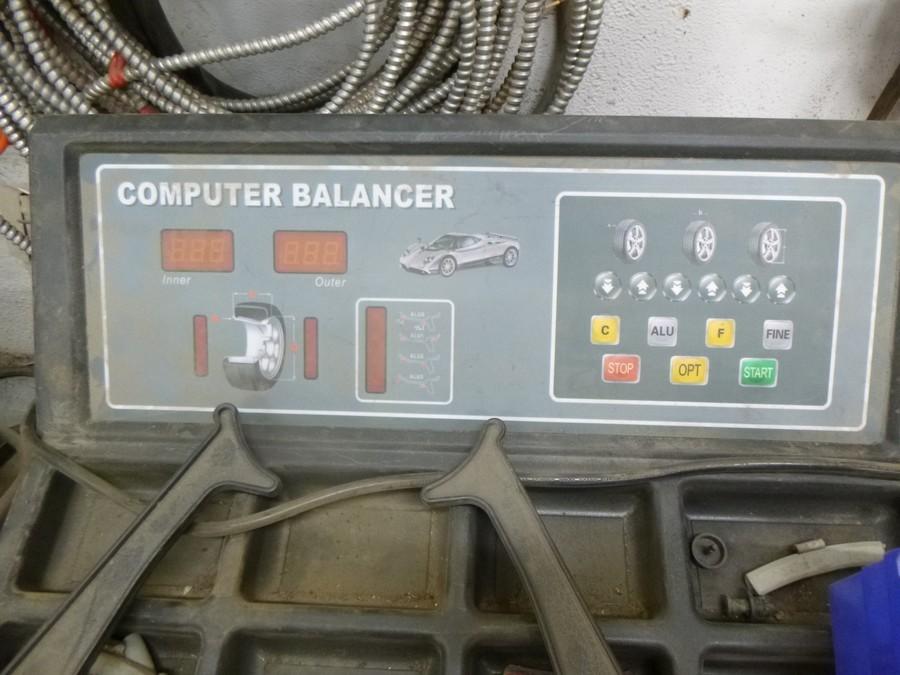 COMPUTER BALANCER
Inner
Outer
C
ALU
F
FINE
STOP
OPT
START